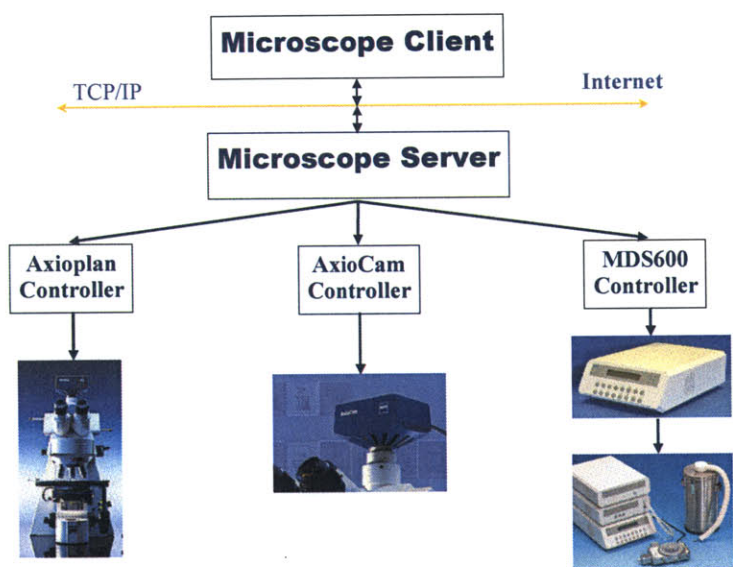 Microscope Client
TCP/IP
Internet
Microscope Server
Axioplan
Controller
AxioCam
Controller
MDS600
Controller